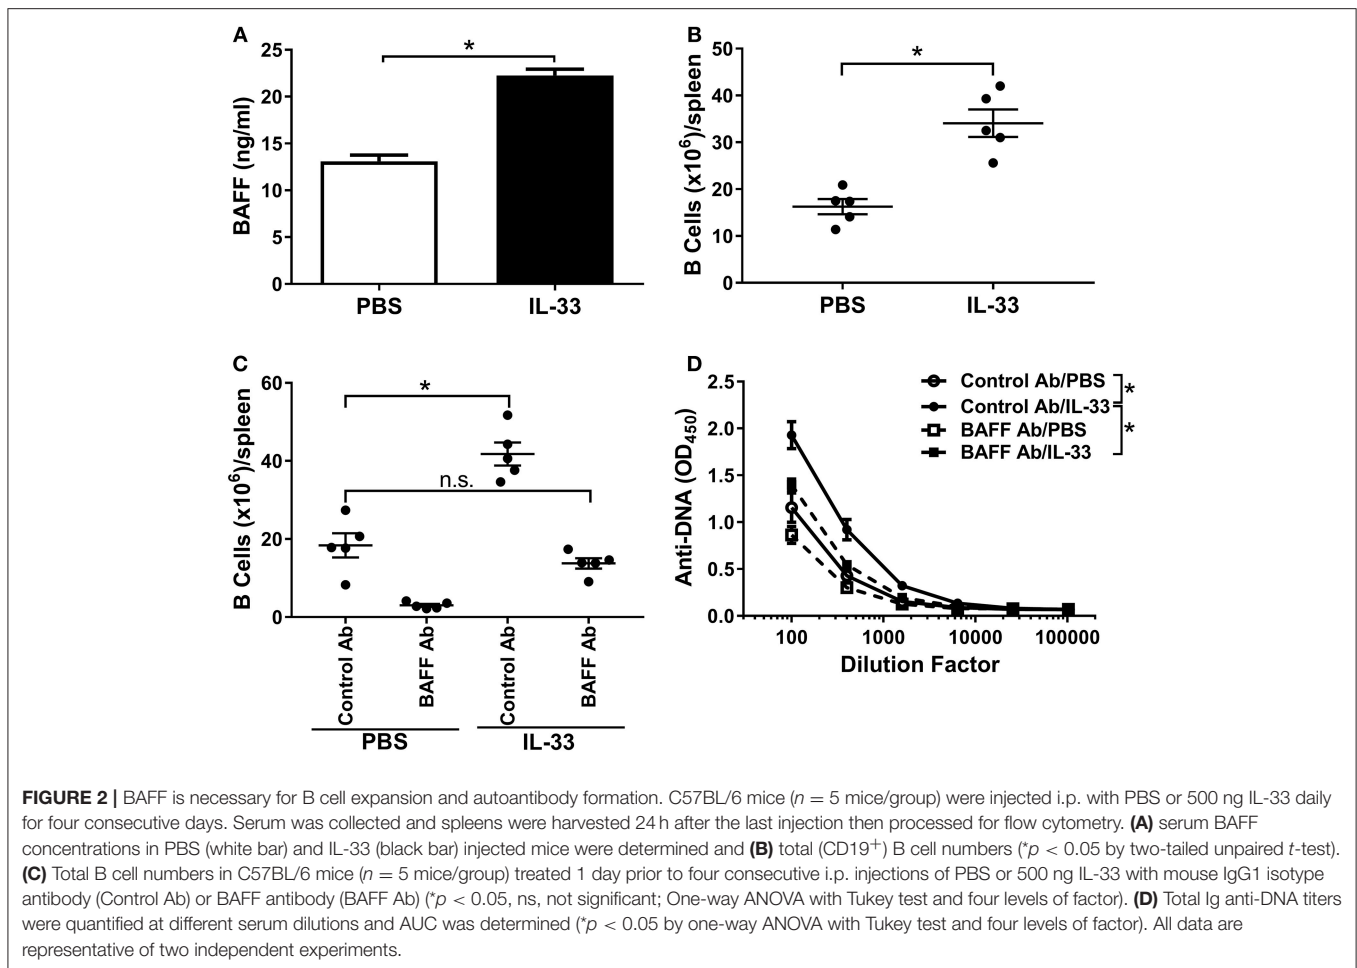 A
*
25
20
15
10
5
0
BAFF (ng/ml)
PBS
IL-33
B
*
50
40
30
20
10
0
B Cells (x10⁶)/spleen
PBS
IL-33
C
*
n.s.
60
40
20
0
B Cells (x10⁶)/spleen
Control Ab
BAFF Ab
Control Ab
BAFF Ab
PBS
IL-33
D
Control Ab/PBS
Control Ab/IL-33
BAFF Ab/PBS
BAFF Ab/IL-33
*
*
2.5
2.0
1.5
1.0
0.5
0.0
Anti-DNA (OD₄₅₀)
100 1000 10000 100000
Dilution Factor
FIGURE 2 | BAFF is necessary for B cell expansion and autoantibody formation. C57BL/6 mice (n = 5 mice/group) were injected i.p. with PBS or 500 ng IL-33 daily
for four consecutive days. Serum was collected and spleens were harvested 24 h after the last injection then processed for flow cytometry. (A) serum BAFF
concentrations in PBS (white bar) and IL-33 (black bar) injected mice were determined and (B) total (CD19⁺) B cell numbers (*p < 0.05 by two-tailed unpaired t-test).
(C) Total B cell numbers in C57BL/6 mice (n = 5 mice/group) treated 1 day prior to four consecutive i.p. injections of PBS or 500 ng IL-33 with mouse IgG1 isotype
antibody (Control Ab) or BAFF antibody (BAFF Ab) (*p < 0.05, ns, not significant; One-way ANOVA with Tukey test and four levels of factor). (D) Total Ig anti-DNA titers
were quantified at different serum dilutions and AUC was determined (*p < 0.05 by one-way ANOVA with Tukey test and four levels of factor). All data are
representative of two independent experiments.